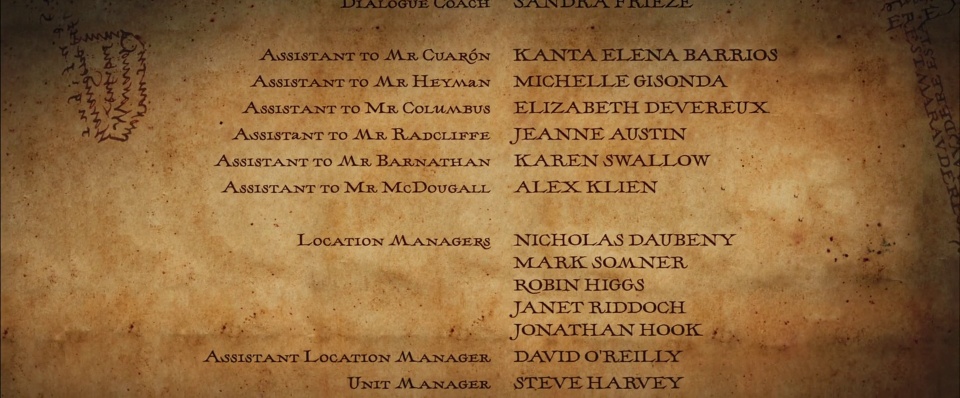 Dialogue Coach SANDRA FRIEZE
Assistant to Mr Cuarón KANTA ELENA BARRIOS
Assistant to Mr Heyman MICHELLE GISONDA
Assistant to Mr Columbus ELIZABETH DEVEREUX
Assistant to Mr Radcliffe JEANNE AUSTIN
Assistant to Mr Barnathan KAREN SWALLOW
Assistant to Mr McDougall ALEX KLIEN
Location Managers NICHOLAS DAUBENY
MARK SOMNER
ROBIN HIGGS
JANET RIDDOCH
JONATHAN HOOK
Assistant Location Manager DAVID O'REILLY
Unit Manager STEVE HARVEY